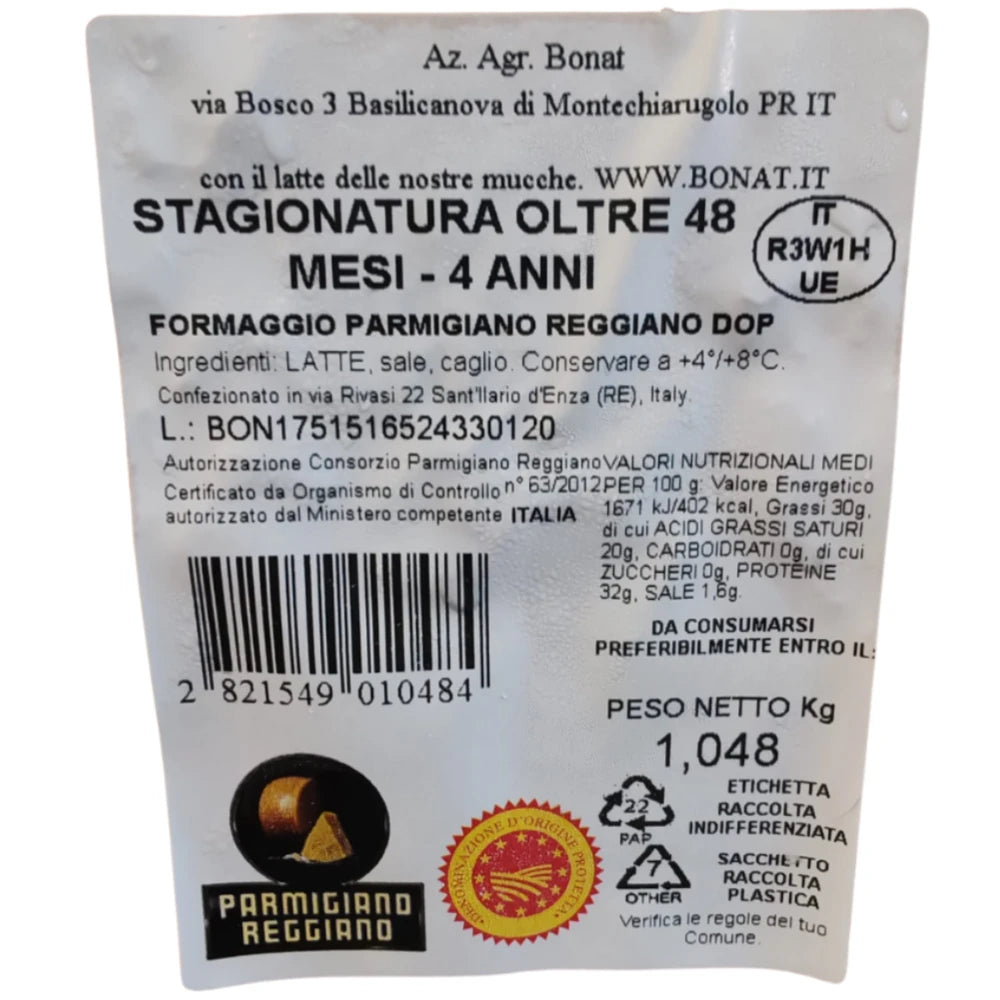 Az. Agr. Bonat
via Bosco 3 Basilicanova di Montechiarugolo PR IT
con il latte delle nostre mucche. WWW.BONAT.IT
STAGIONATURA OLTRE 48
MESI - 4 ANNI
IT
R3W1H
UE
FORMAGGIO PARMIGIANO REGGIANO DOP
Ingredienti: LATTE, sale, caglio. Conservare a +4°/+8°C.
Confezionato in via Rivasi 22 Sant'Ilario d'Enza (RE), Italy.
L.: BON1751516524330120
Autorizzazione Consorzio Parmigiano Reggiano
Certificato da Organismo di Controllo n° 63/2012
autorizzato dal Ministero competente ITALIA
VALORI NUTRIZIONALI MEDI
PER 100 g: Valore Energetico
1671 kJ/402 kcal, Grassi 30g,
di cui ACIDI GRASSI SATURI
20g, CARBOIDRATI 0g, di cui
ZUCCHERI 0g, PROTEINE
32g, SALE 1,6g.
DA CONSUMARSI
PREFERIBILMENTE ENTRO IL:
2 821549 010484
PESO NETTO Kg
1,048
22
PAP
ETICHETTA
RACCOLTA
INDIFFERENZIATA
7
OTHER
SACCHETTO
RACCOLTA
PLASTICA
Verifica le regole del tuo
Comune.
PARMIGIANO
REGGIANO
DENOMINAZIONE D'ORIGINE PROTETTA